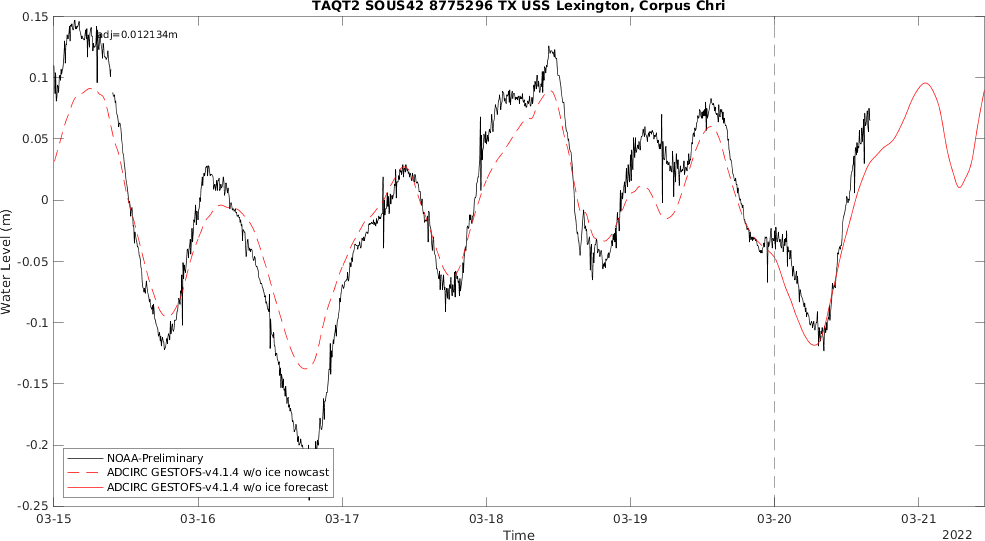 TAQT2 SOUS42 8775296 TX USS Lexington, Corpus Chri
adj=0.012134m
0.15
0.1
0.05
0
-0.05
-0.1
-0.15
-0.2
-0.25
Water Level (m)
NOAA-Preliminary
ADCIRC GESTOFS-v4.1.4 w/o ice nowcast
ADCIRC GESTOFS-v4.1.4 w/o ice forecast
03-15 03-16 03-17 03-18 03-19 03-20 03-21
Time
2022